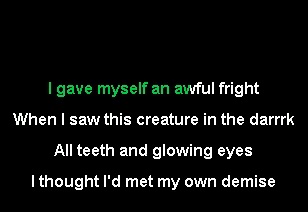 I gave myself an awful fright
When I saw this creature in the darrrk
All teeth and glowing eyes
I thought I'd met my own demise